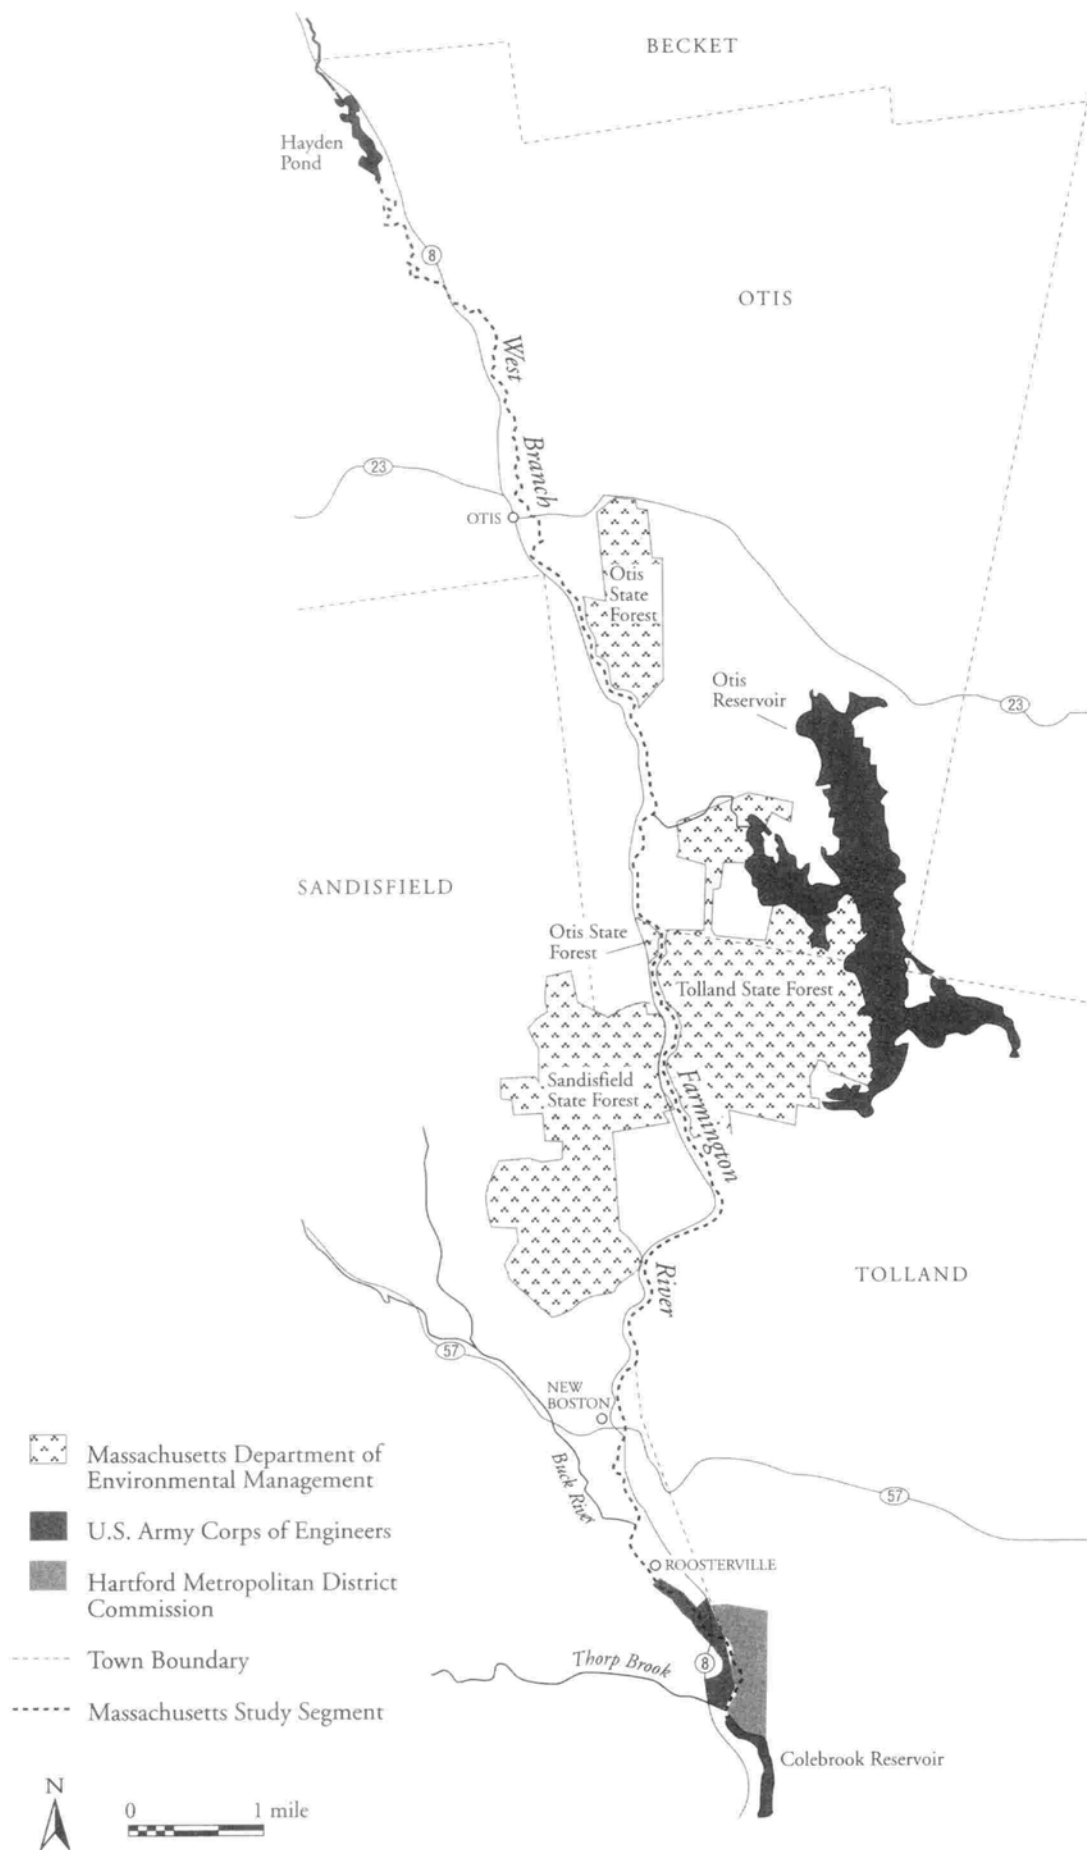 BECKET
Hayden
Pond
8
OTIS
West
Branch
23
OTIS
Otis
State
Forest
Otis
Reservoir
23
SANDISFIELD
Otis State
Forest
Tolland State Forest
Sandisfield
State Forest
Farmington
River
TOLLAND
57
NEW
BOSTON
Buck River
57
ROOSTERVILLE
Thorp Brook
8
Colebrook Reservoir
Massachusetts Department of
Environmental Management
U.S. Army Corps of Engineers
Hartford Metropolitan District
Commission
Town Boundary
Massachusetts Study Segment
N
0 1 mile